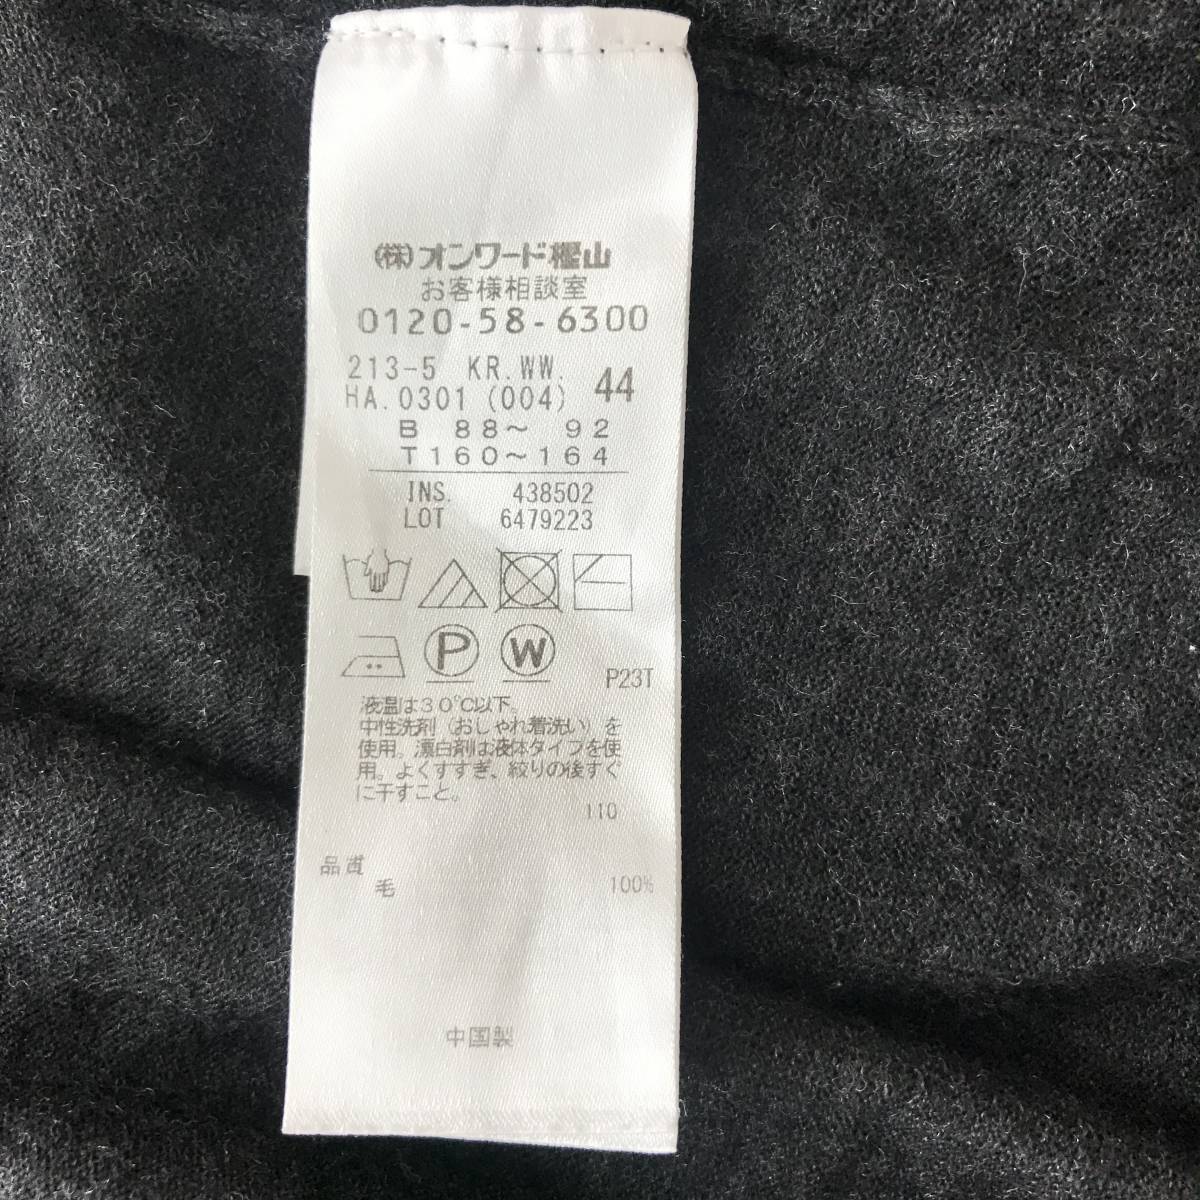 (株)オンワード樫山
お客様相談室
0120-58-6300
213-5 KR.WW.
HA.0301 (004) 44
B 88～ 92
T160～164
INS. 438502
LOT 6479223
P W
P23T
液温は30℃以下。
中性洗剤（おしゃれ着洗い）を
使用。漂白剤は液体タイプを使
用。よくすすぎ、絞りの後すぐ
に干すこと。
110
品質
毛 100%
中国製